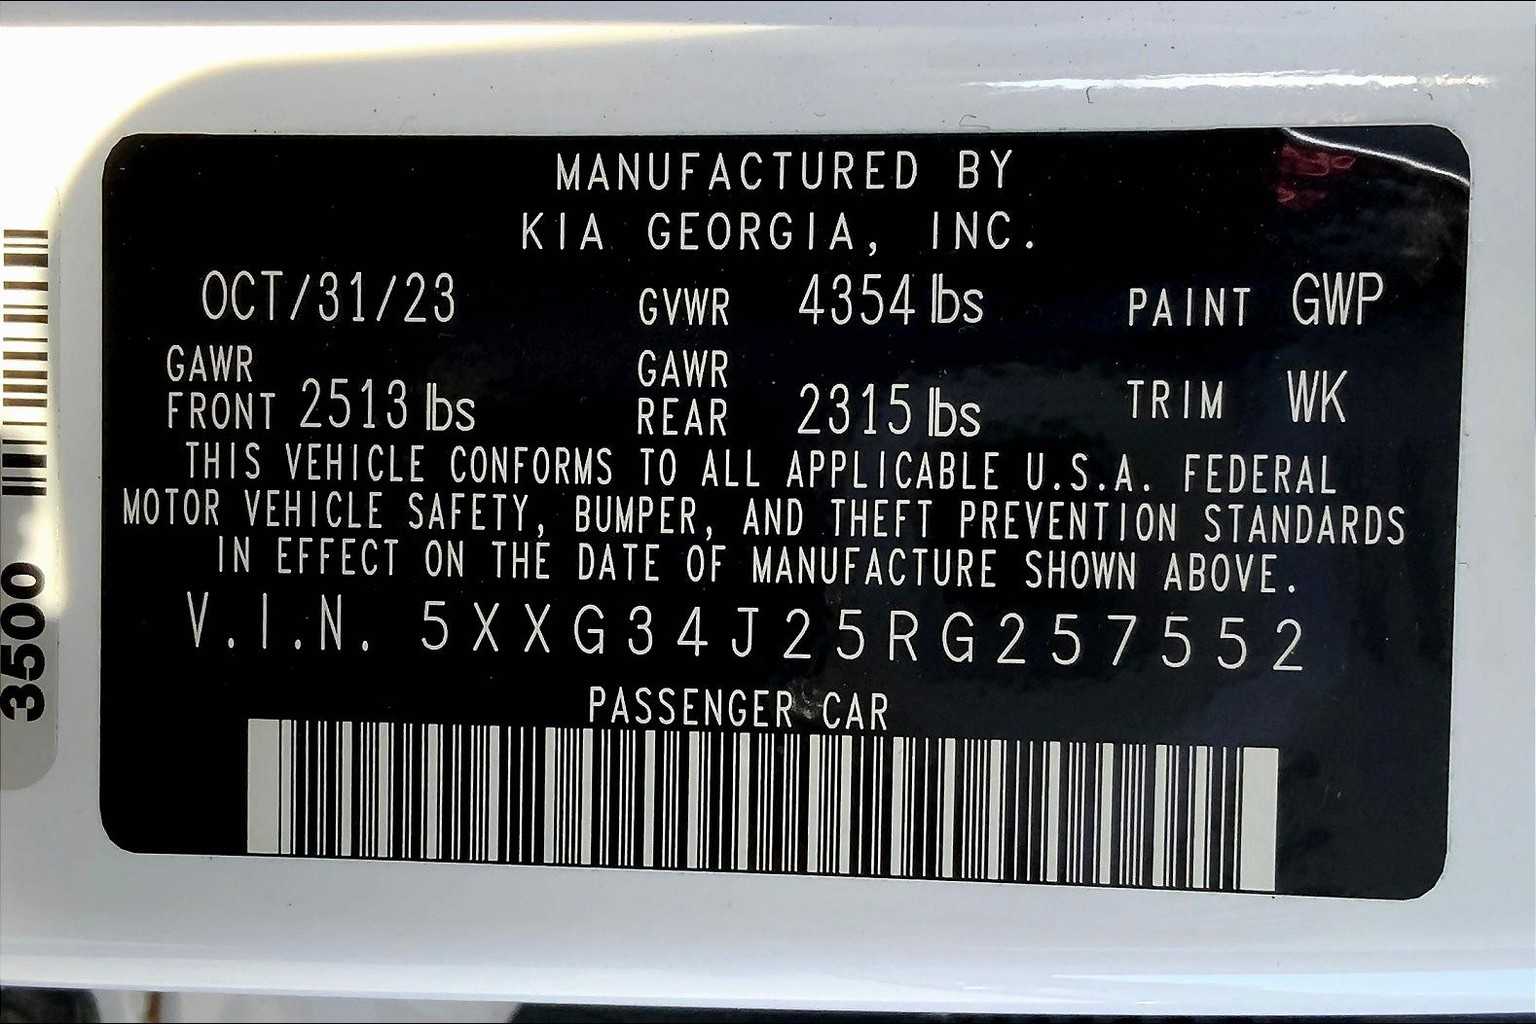 MANUFACTURED BY
KIA GEORGIA, INC.
OCT/31/23 GVWR 4354 lbs PAINT GWP
GAWR FRONT 2513 lbs GAWR REAR 2315 lbs TRIM WK
THIS VEHICLE CONFORMS TO ALL APPLICABLE U.S.A. FEDERAL
MOTOR VEHICLE SAFETY, BUMPER, AND THEFT PREVENTION STANDARDS
IN EFFECT ON THE DATE OF MANUFACTURE SHOWN ABOVE.
V.I.N. 5XXG34J25RG257552
PASSENGER CAR
3500